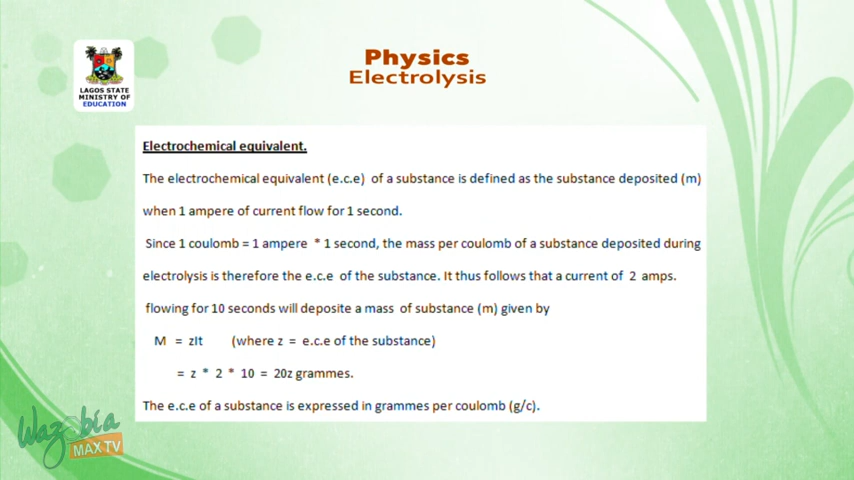 Physics
Electrolysis
LAGOS STATE
MINISTRY OF
EDUCATION
Electrochemical equivalent.
The electrochemical equivalent (e.c.e) of a substance is defined as the substance deposited (m)
when 1 ampere of current flow for 1 second.
Since 1 coulomb = 1 ampere * 1 second, the mass per coulomb of a substance deposited during
electrolysis is therefore the e.c.e of the substance. It thus follows that a current of 2 amps.
flowing for 10 seconds will deposite a mass of substance (m) given by
M = zIt (where z = e.c.e of the substance)
= z * 2 * 10 = 20z grammes.
The e.c.e of a substance is expressed in grammes per coulomb (g/c).
Wazobia
MAX TV